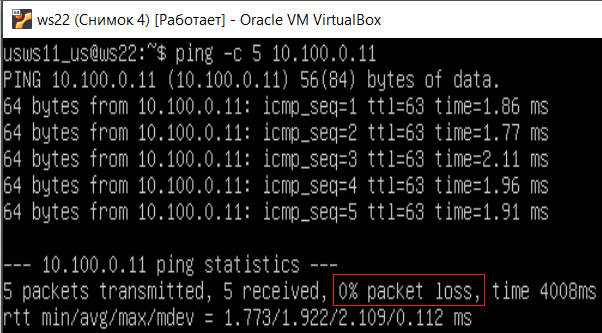 ws22 (Снимок 4) [Работает] - Oracle VM VirtualBox
usws11_us@ws22:~$ ping -c 5 10.100.0.11
PING 10.100.0.11 (10.100.0.11) 56(84) bytes of data.
64 bytes from 10.100.0.11: icmp_seq=1 ttl=63 time=1.86 ms
64 bytes from 10.100.0.11: icmp_seq=2 ttl=63 time=1.77 ms
64 bytes from 10.100.0.11: icmp_seq=3 ttl=63 time=2.11 ms
64 bytes from 10.100.0.11: icmp_seq=4 ttl=63 time=1.96 ms
64 bytes from 10.100.0.11: icmp_seq=5 ttl=63 time=1.91 ms
--- 10.100.0.11 ping statistics ---
5 packets transmitted, 5 received, 0% packet loss, time 4008ms
rtt min/avg/max/mdev = 1.773/1.922/2.109/0.112 ms